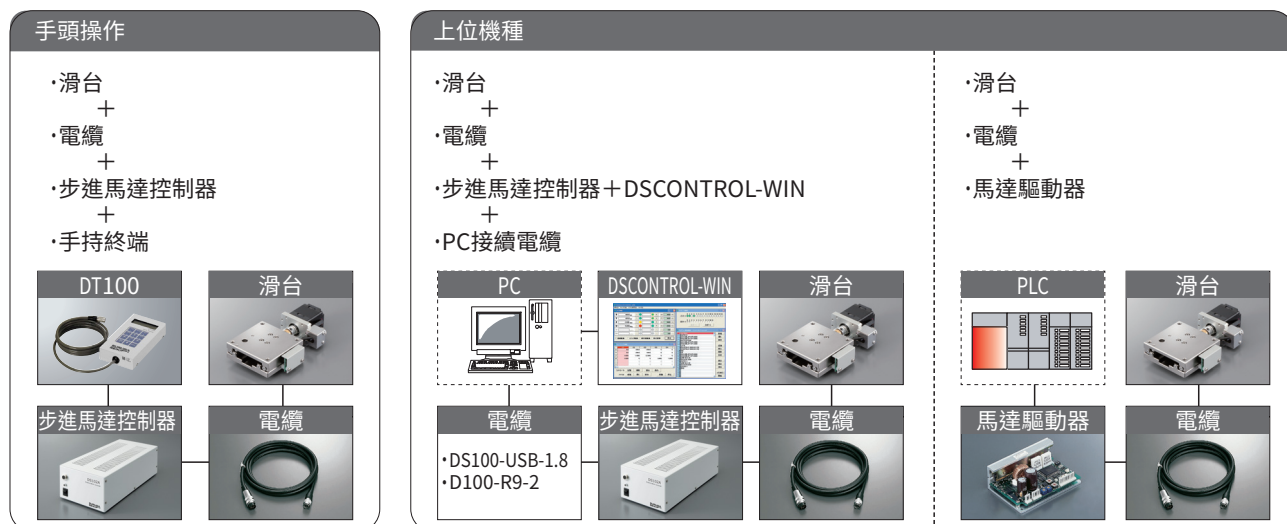 手頭操作
·滑台
＋
·電纜
＋
·步進馬達控制器
＋
·手持終端
DT100
滑台
步進馬達控制器
電纜
上位機種
·滑台
＋
·電纜
＋
·步進馬達控制器＋DSCONTROL-WIN
＋
·PC接續電纜
PC
DSCONTROL-WIN
滑台
電纜
步進馬達控制器
電纜
·DS100-USB-1.8
·D100-R9-2
·滑台
＋
·電纜
＋
·馬達驅動器
PLC
滑台
馬達驅動器
電纜